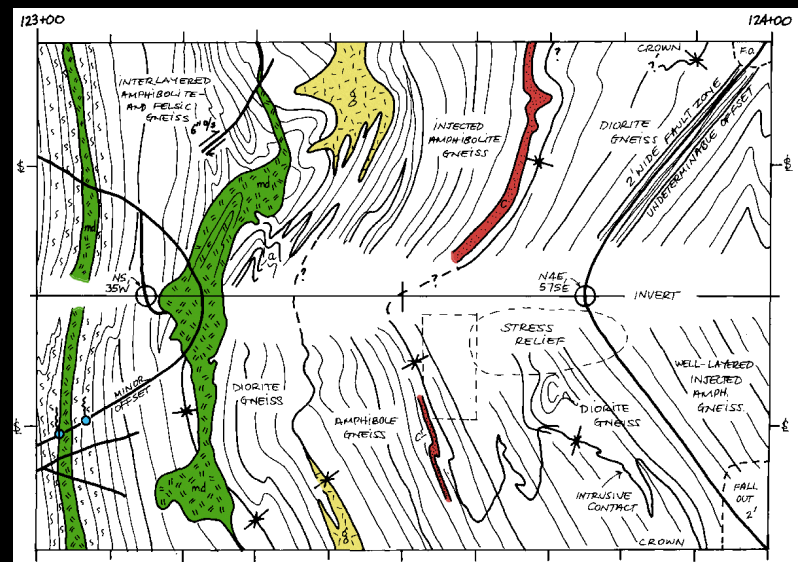 123+00
124+00
CROWN
F.O.
INTERLAYERED
AMPHIBOLITE
AND FELSIC
GNEISS
6" O/S
g
?
?
INJECTED
AMPHIBOLITE
GNEISS
DIORITE
GNEISS
2' WIDE FAULT ZONE
UNDETERMINABLE OFFSET
md
md
C
a
?
?
N5,
35W
N4E,
57SE
INVERT
STRESS
RELIEF
MINOR
OFFSET
DIORITE
GNEISS
AMPHIBOLE
GNEISS
C
DIORITE
GNEISS
WELL-LAYERED
INJECTED
AMPH.
GNEISS.
md
g
INTRUSIVE
CONTACT
FALL
OUT
2'
CROWN